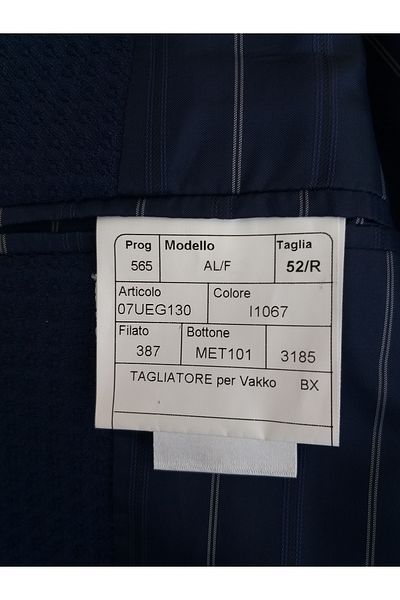 Prog Modello Taglia
565 AL/F 52/R
Articolo Colore
07UEG130 I1067
Filato Bottone
387 MET101 3185
TAGLIATORE per Vakko BX